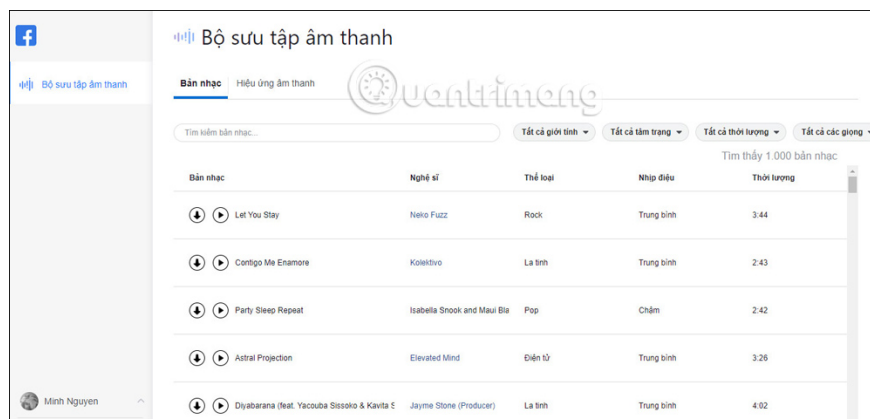 Bộ sưu tập âm thanh
Bộ sưu tập âm thanh
Bản nhạc Hiệu ứng âm thanh
Quantrimang
Tìm kiếm bản nhạc... Tất cả giới tính Tất cả tâm trạng Tất cả thời lượng Tất cả các giọng
Tìm thấy 1.000 bản nhạc
Bản nhạc Nghệ sĩ Thể loại Nhịp điệu Thời lượng
Let You Stay Neko Fuzz Rock Trung bình 3:44
Contigo Me Enamore Kolektivo La tinh Trung bình 2:43
Party Sleep Repeat Isabella Snook and Maui Bla Pop Chậm 2:42
Astral Projection Elevated Mind Điện tử Trung bình 3:26
Diyabarana (feat. Yacouba Sissoko & Kavita S Jayme Stone (Producer) La tinh Trung bình 4:02
Minh Nguyen